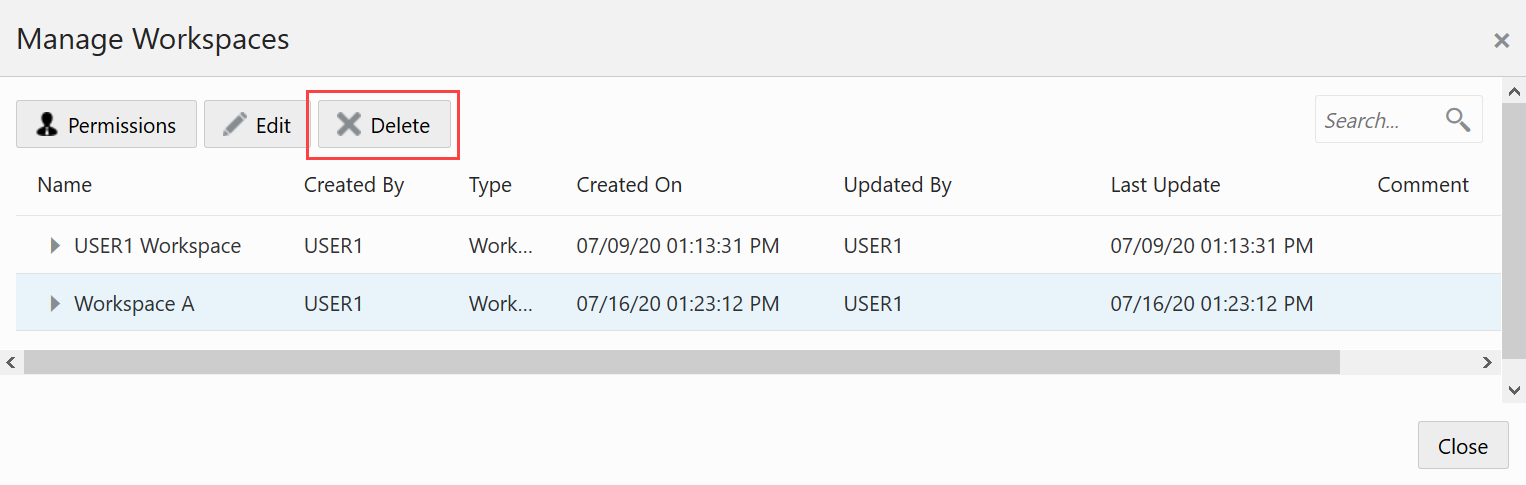 Manage Workspaces
Permissions Edit Delete Search...
Name Created By Type Created On Updated By Last Update Comment
USER1 Workspace USER1 Work... 07/09/20 01:13:31 PM USER1 07/09/20 01:13:31 PM
Workspace A USER1 Work... 07/16/20 01:23:12 PM USER1 07/16/20 01:23:12 PM
Close